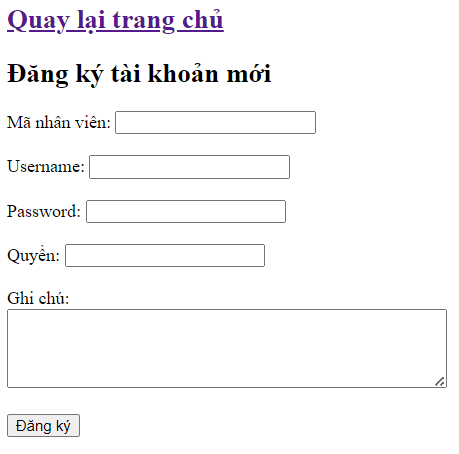 Quay lại trang chủ
Đăng ký tài khoản mới
Mã nhân viên:
Username:
Password:
Quyền:
Ghi chú:
Đăng ký